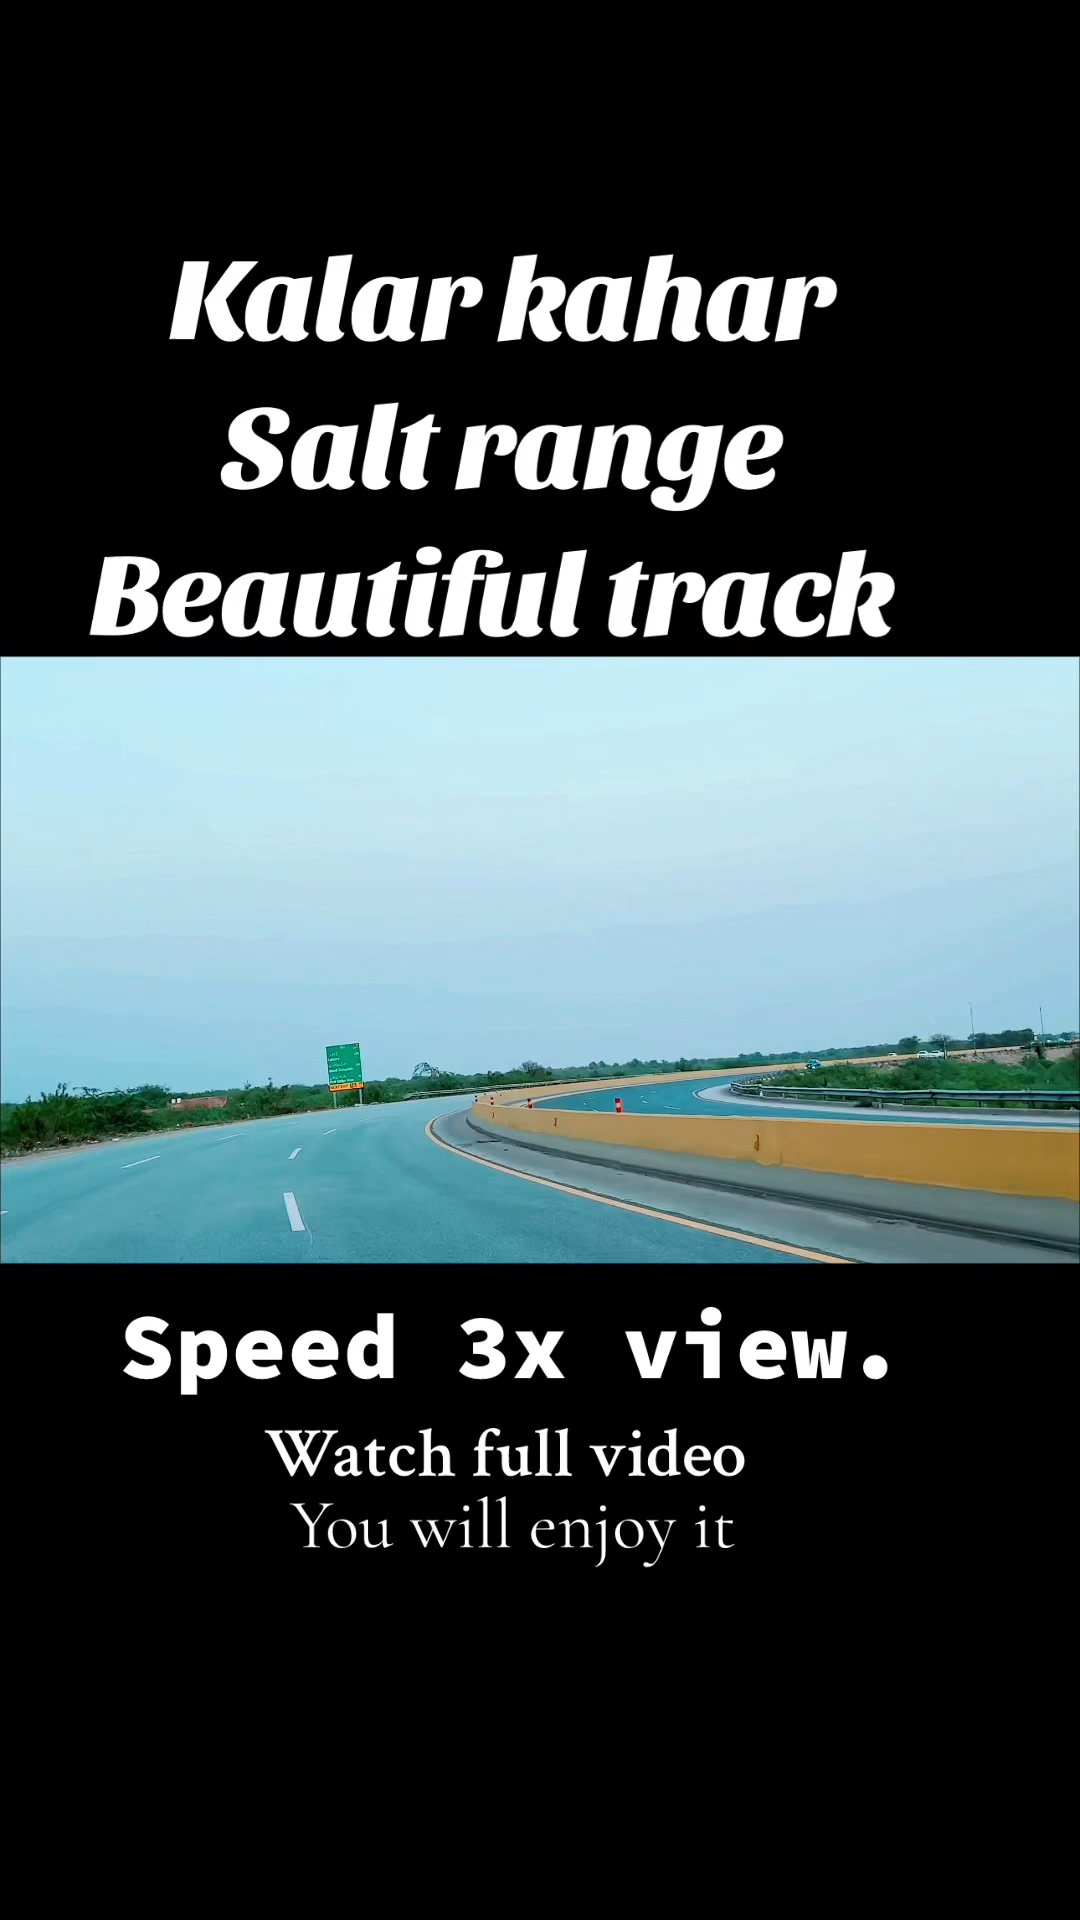 Kalar kahar
Salt range
Beautiful track
Speed 3x view.
Watch full video
You will enjoy it